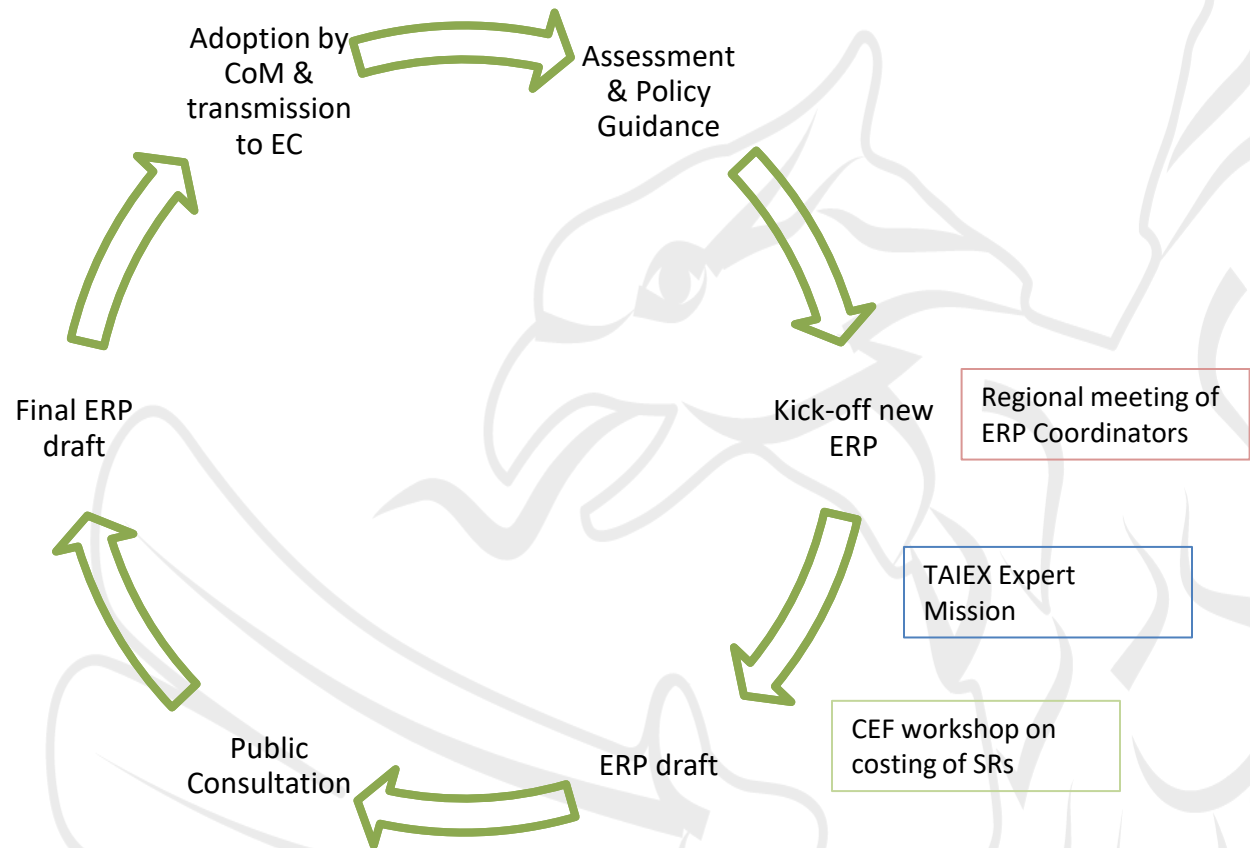 Adoption by
CoM &
transmission
to EC
Assessment
& Policy
Guidance
Kick-off new
ERP
Regional meeting of
ERP Coordinators
TAIEX Expert
Mission
CEF workshop on
costing of SRs
ERP draft
Public
Consultation
Final ERP
draft